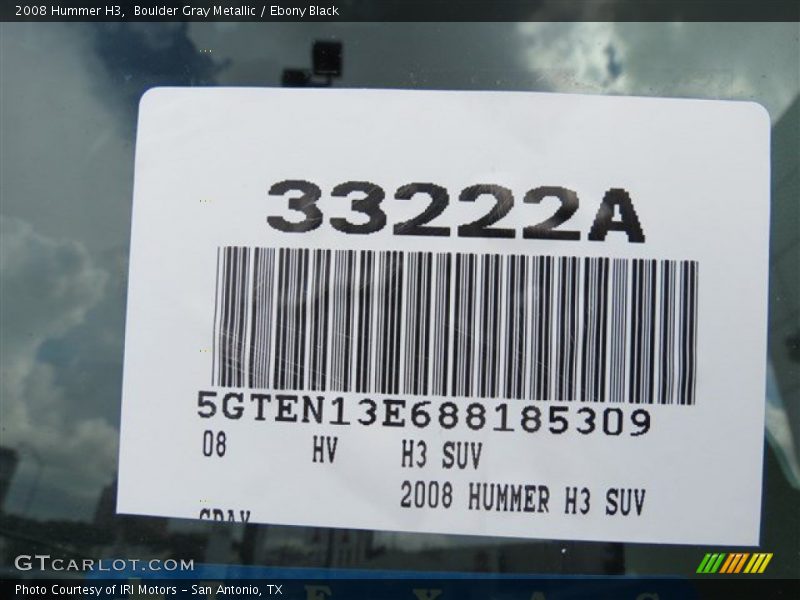 2008 Hummer H3, Boulder Gray Metallic / Ebony Black
33222A
5GTEN13E688185309
08 HV H3 SUV
2008 HUMMER H3 SUV
GRAY
GTCARLOT.COM
Photo Courtesy of IRI Motors - San Antonio, TX